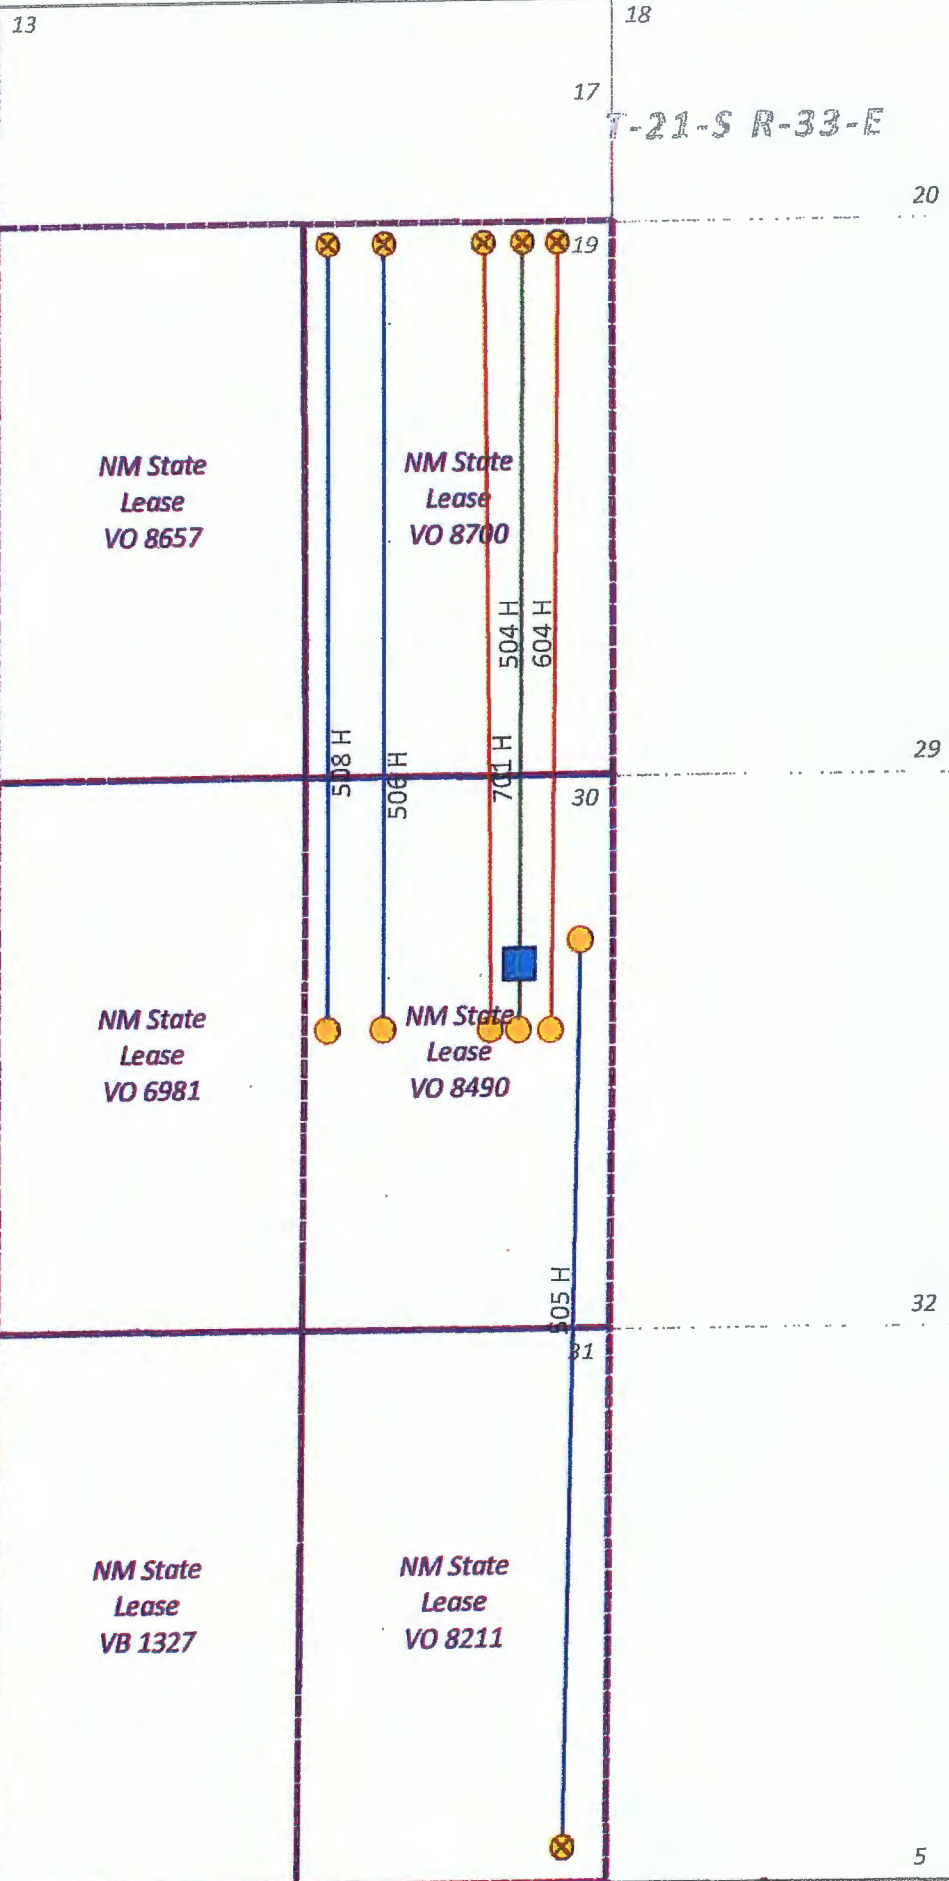 13
18
17
T-21-S R-33-E
20
19
NM State
Lease
VO 8657
NM State
Lease
VO 8700
504 H
604 H
508 H
506 H
701 H
29
30
NM State
Lease
VO 6981
NM State
Lease
VO 8490
505 H
32
31
NM State
Lease
VB 1327
NM State
Lease
VO 8211
5